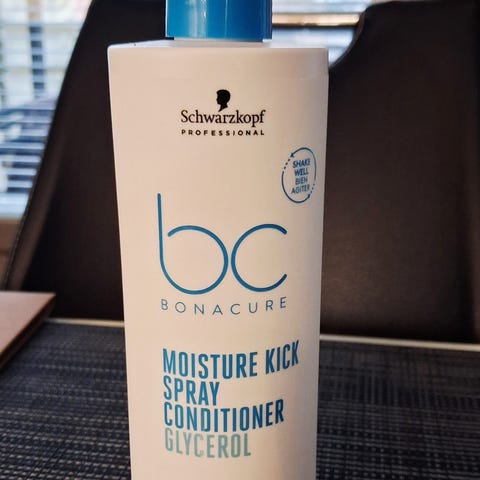 Schwarzkopf
PROFESSIONAL
SHAKE
WELL
BIEN
AGITER
bc
BONACURE
MOISTURE KICK
SPRAY
CONDITIONER
GLYCEROL